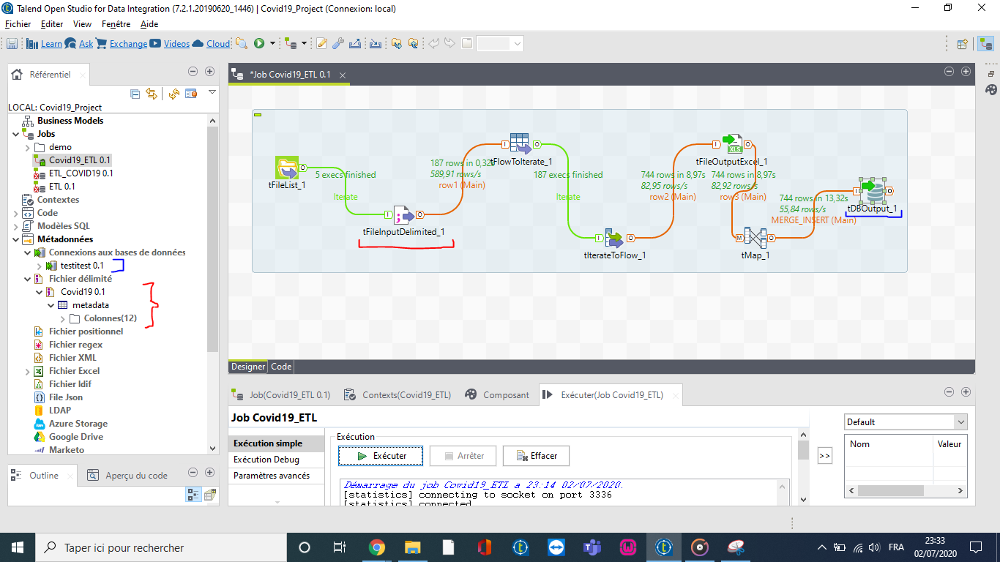 Talend Open Studio for Data Integration (7.2.1.20190620_1446) | Covid19_Project (Connexion: local)
Fichier Editer View Fenêtre Aide
Learn Ask Exchange Videos Cloud
Référentiel
LOCAL: Covid19_Project
Business Models
Jobs
demo
Covid19_ETL 0.1
ETL_COVID19 0.1
ETL 0.1
Contextes
Code
Modèles SQL
Métadonnées
Connexions aux bases de données
testitest 0.1
Fichier délimité
Covid19 0.1
metadata
Colonnes(12)
Fichier positionnel
Fichier regex
Fichier XML
Fichier Excel
Fichier ldif
File Json
LDAP
Azure Storage
Google Drive
Marketo
Outline
Aperçu du code
*Job Covid19_ETL 0.1
tFileList_1
5 execs finished
Iterate
tFileInputDelimited_1
187 rows in 0,32s
589,91 rows/s
row1 (Main)
tFlowToIterate_1
187 execs finished
Iterate
tIterateToFlow_1
744 rows in 8,97s
82,95 rows/s
row2 (Main)
tFileOutputExcel_1
744 rows in 8,97s
82,92 rows/s
row3 (Main)
tMap_1
744 rows in 13,32s
55,84 rows/s
MERGE_INSERT (Main)
tDBOutput_1
Designer Code
Job(Covid19_ETL 0.1)
Contexts(Covid19_ETL)
Composant
Exécuter(Job Covid19_ETL)
Job Covid19_ETL
Exécution simple
Exécution Debug
Paramètres avancés
Exécution
Exécuter
Arrêter
Effacer
Démarrage du job Covid19_ETL a 23:14 02/07/2020.
[statistics] connecting to socket on port 3336
[statistics] connected
>>
Default
Nom Valeur
Taper ici pour rechercher
FRA
23:33
02/07/2020